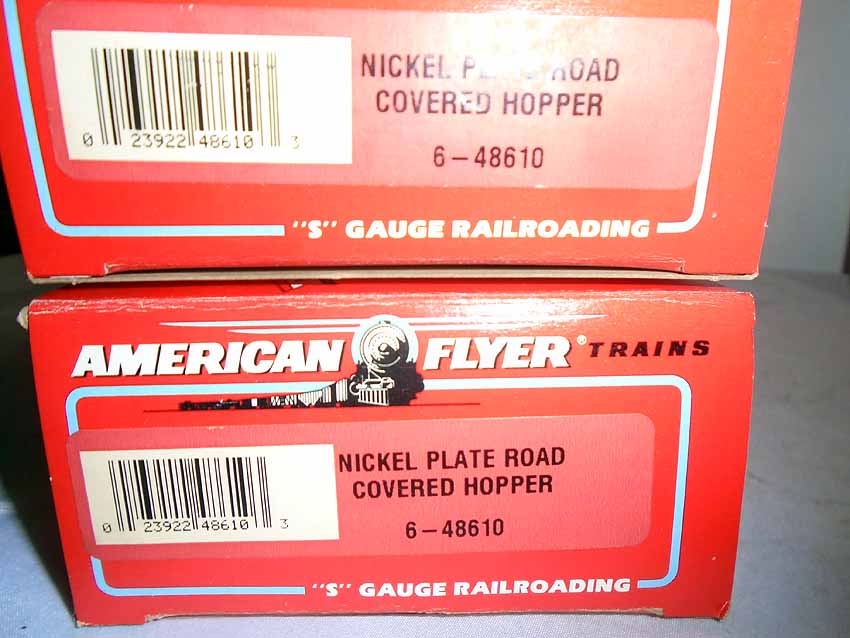 NICKEL PLATE ROAD
COVERED HOPPER
6-48610
0 23922 48610 3
"S" GAUGE RAILROADING
AMERICAN FLYER® TRAINS
NICKEL PLATE ROAD
COVERED HOPPER
6-48610
0 23922 48610 3
"S" GAUGE RAILROADING